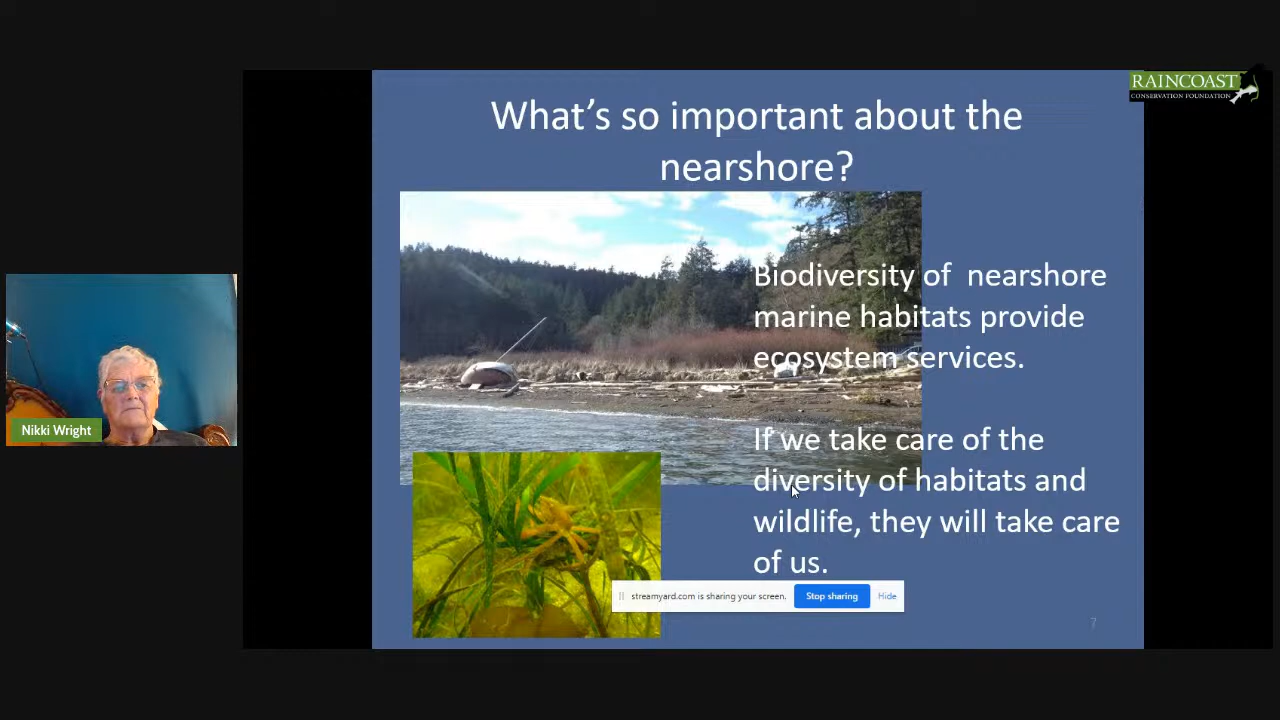 RAINCOAST
CONSERVATION FOUNDATION
What's so important about the
nearshore?
Biodiversity of  nearshore
marine habitats provide
ecosystem services.
If we take care of the
diversity of habitats and
wildlife, they will take care
of us.
Nikki Wright
streamyard.com is sharing your screen.
Stop sharing
Hide
7